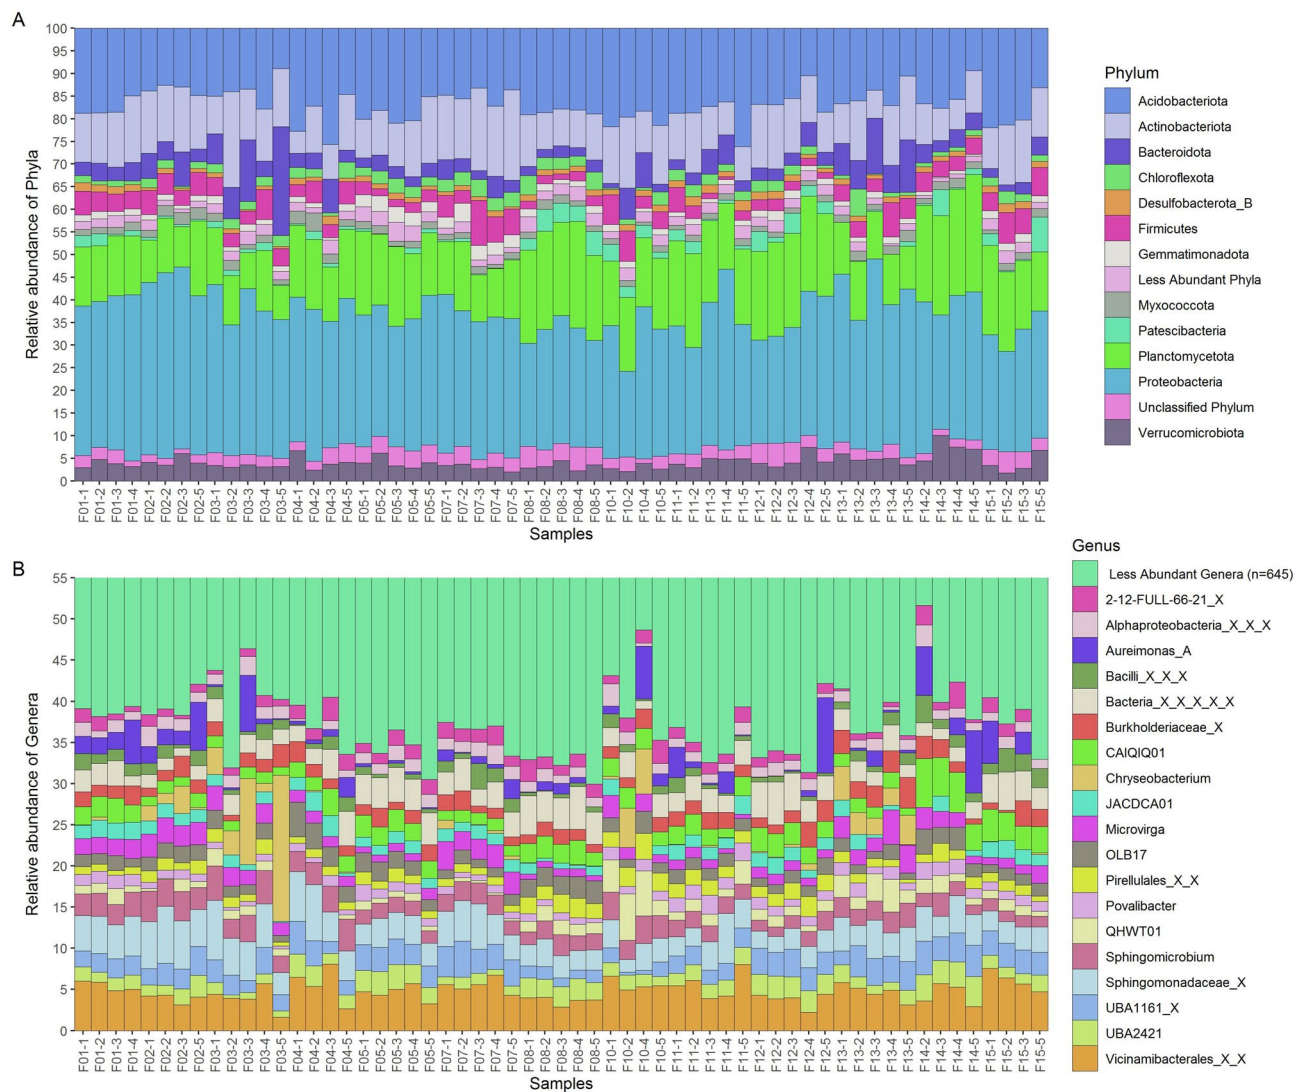 A
100
95
90
85
80
75
70
65
60
55
50
45
40
35
30
25
20
15
10
5
0
Relative abundance of Phyla
F01-1
F01-2
F01-3
F01-4
F02-1
F02-2
F02-3
F02-5
F03-1
F03-2
F03-3
F03-4
F03-5
F04-1
F04-2
F04-3
F04-5
F05-1
F05-2
F05-3
F05-4
F05-5
F07-1
F07-2
F07-3
F07-4
F07-5
F08-1
F08-2
F08-3
F08-4
F08-5
F10-1
F10-2
F10-4
F10-5
F11-1
F11-2
F11-3
F11-4
F11-5
F12-1
F12-2
F12-3
F12-4
F12-5
F13-1
F13-2
F13-3
F13-4
F13-5
F14-2
F14-3
F14-4
F14-5
F15-1
F15-2
F15-3
F15-5
Samples
Phylum
Acidobacteriota
Actinobacteriota
Bacteroidota
Chloroflexota
Desulfobacterota_B
Firmicutes
Gemmatimonadota
Less Abundant Phyla
Myxococcota
Patescibacteria
Planctomycetota
Proteobacteria
Unclassified Phylum
Verrucomicrobiota
B
55
50
45
40
35
30
25
20
15
10
5
0
Relative abundance of Genera
F01-1
F01-2
F01-3
F01-4
F02-1
F02-2
F02-3
F02-5
F03-1
F03-2
F03-3
F03-4
F03-5
F04-1
F04-2
F04-3
F04-5
F05-1
F05-2
F05-3
F05-4
F05-5
F07-1
F07-2
F07-3
F07-4
F07-5
F08-1
F08-2
F08-3
F08-4
F08-5
F10-1
F10-2
F10-4
F10-5
F11-1
F11-2
F11-3
F11-4
F11-5
F12-1
F12-2
F12-3
F12-4
F12-5
F13-1
F13-2
F13-3
F13-4
F13-5
F14-2
F14-3
F14-4
F14-5
F15-1
F15-2
F15-3
F15-5
Samples
Genus
Less Abundant Genera (n=645)
2-12-FULL-66-21_X
Alphaproteobacteria_X_X_X
Aureimonas_A
Bacilli_X_X_X
Bacteria_X_X_X_X_X
Burkholderiaceae_X
CAIQIQ01
Chryseobacterium
JACDCA01
Microvirga
OLB17
Pirellulales_X_X
Povalibacter
QHWT01
Sphingomicrobium
Sphingomonadaceae_X
UBA1161_X
UBA2421
Vicinamibacterales_X_X